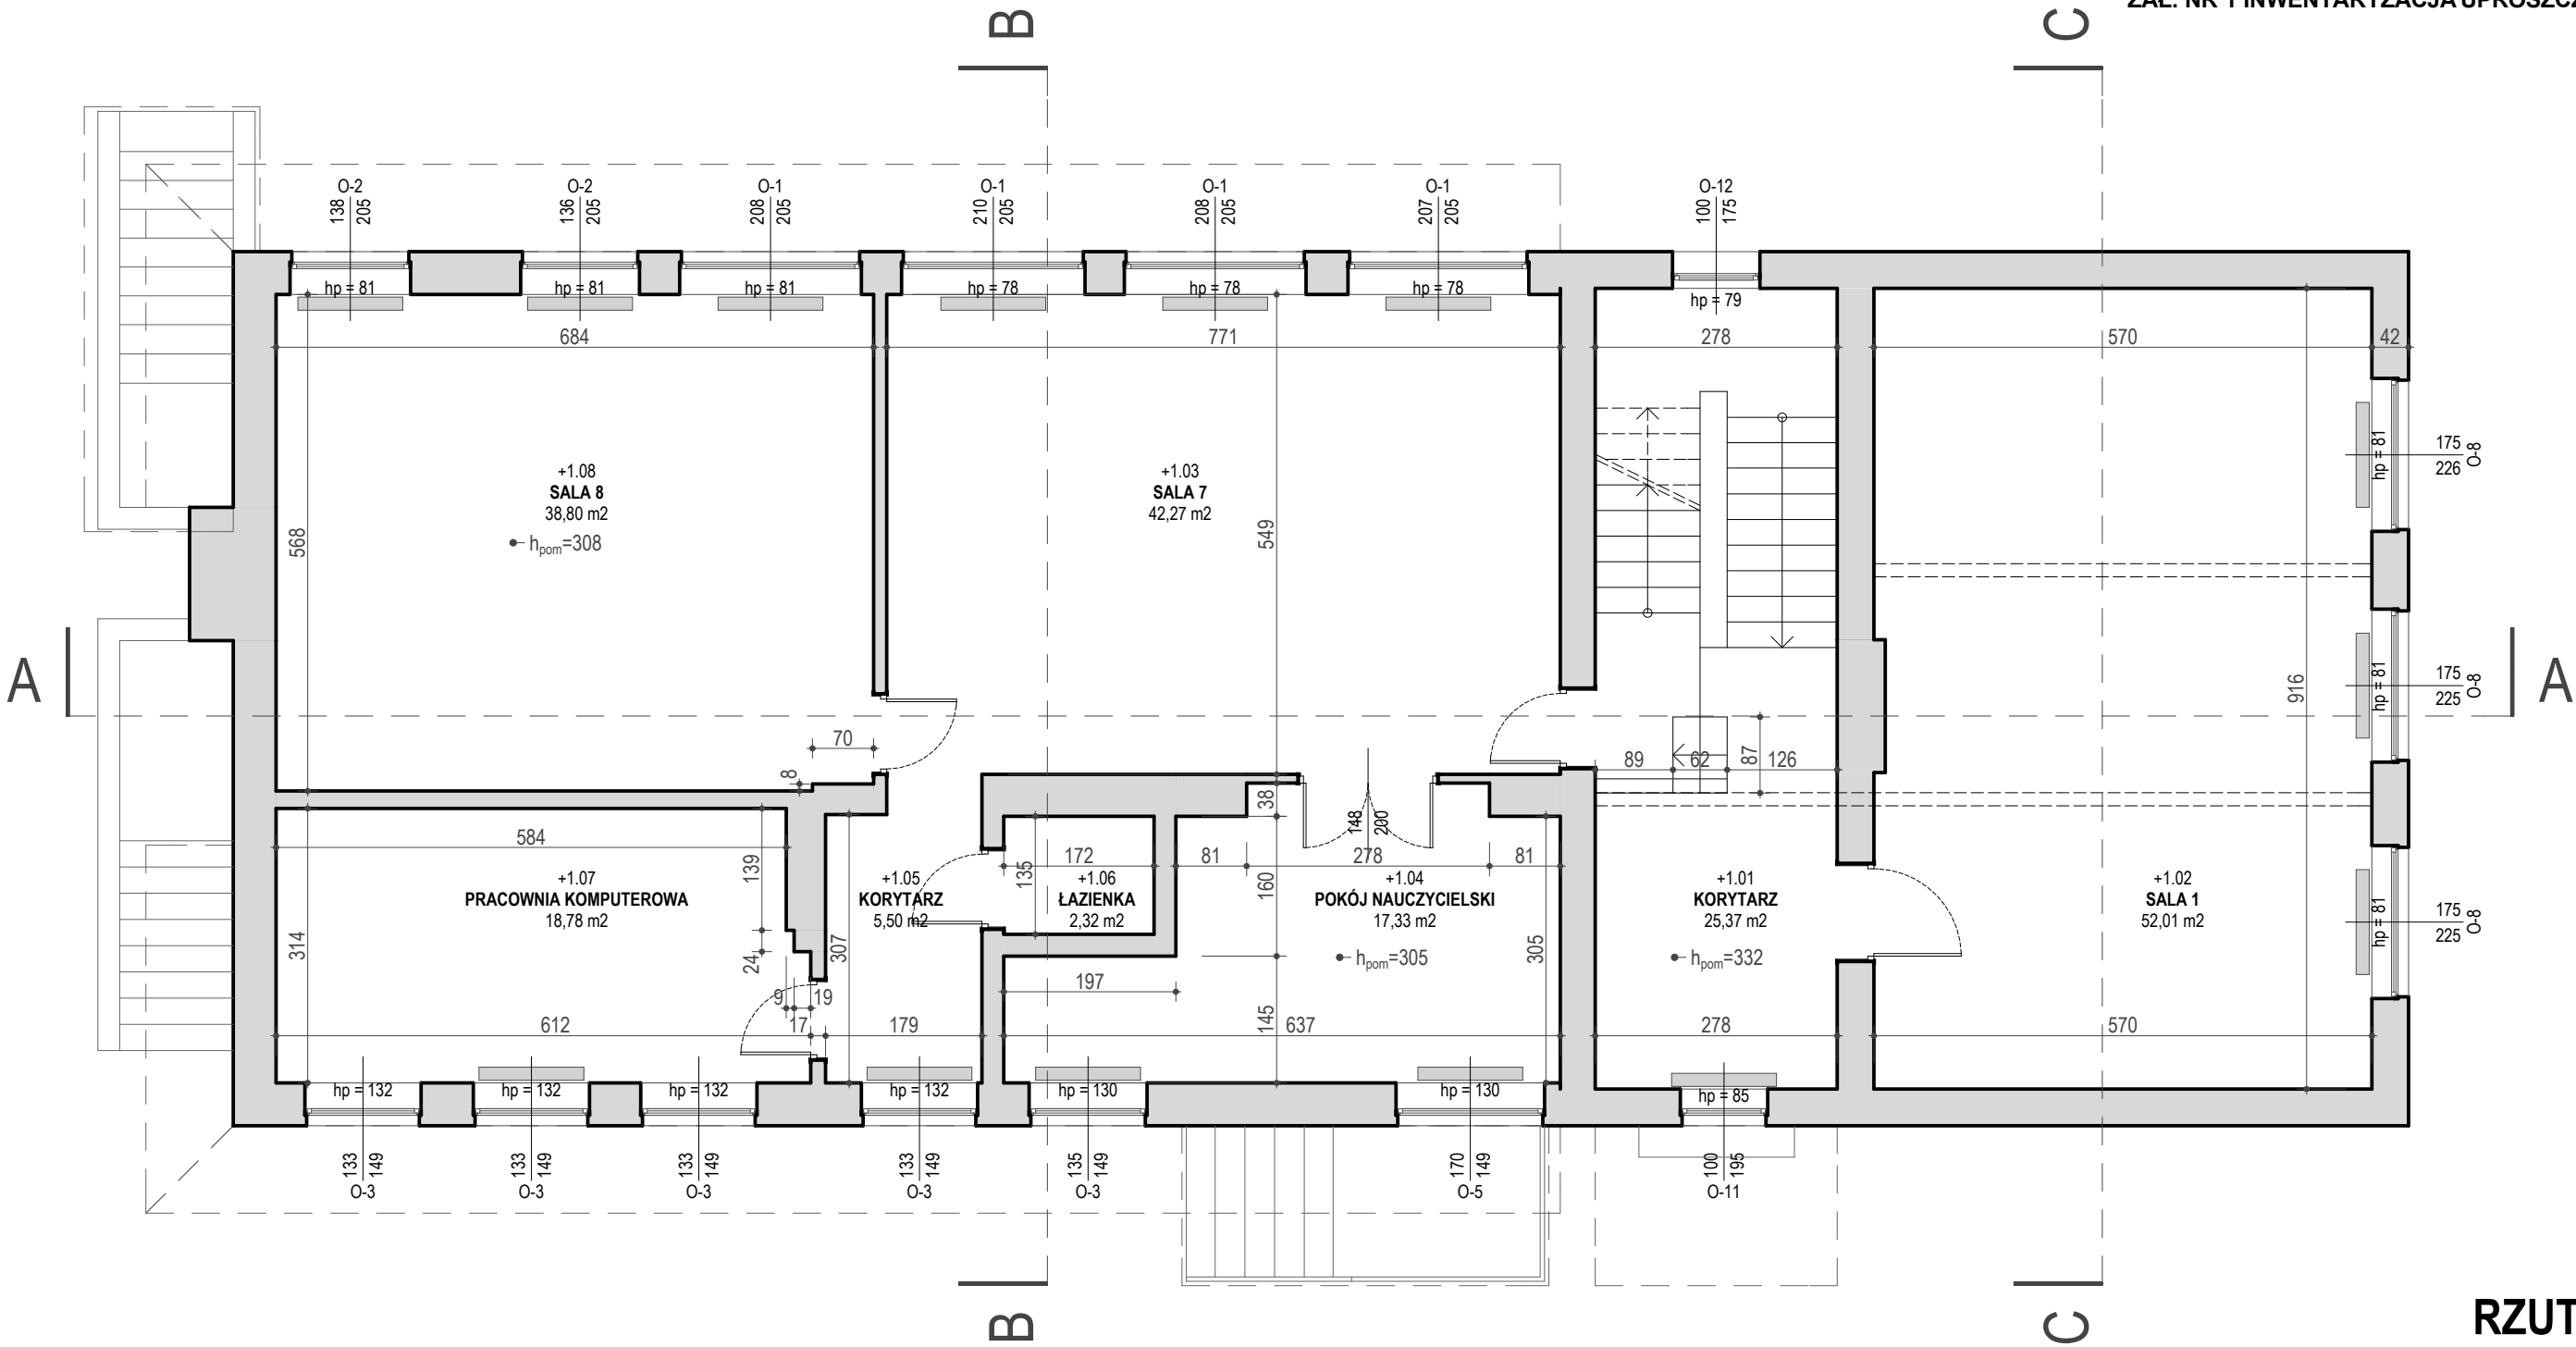 ZAŁ. NR 1 INWENTARYZACJA UPROSZCZ
B
C
O-2
138
205
O-2
136
205
O-1
208
205
O-1
210
205
O-1
208
205
O-1
207
205
O-12
100
175
hp = 81
hp = 81
hp = 81
hp = 78
hp = 78
hp = 78
hp = 79
684
771
278
570
42
hp = 81
175
226
O-8
+1.08
SALA 8
38,80 m2
hpom=308
568
+1.03
SALA 7
42,27 m2
549
A
A
hp = 81
175
225
O-8
916
70
8
89
62
87
126
584
139
24
314
+1.07
PRACOWNIA KOMPUTEROWA
18,78 m2
9
19
17
612
307
+1.05
KORYTARZ
5,50 m2
179
135
172
+1.06
ŁAZIENKA
2,32 m2
197
38
148
200
81
278
81
160
+1.04
POKÓJ NAUCZYCIELSKI
17,33 m2
hpom=305
305
145
637
+1.01
KORYTARZ
25,37 m2
hpom=332
278
+1.02
SALA 1
52,01 m2
570
hp = 81
175
225
O-8
hp = 132
hp = 132
hp = 132
hp = 132
hp = 130
hp = 130
hp = 85
133
149
O-3
133
149
O-3
133
149
O-3
133
149
O-3
135
149
O-3
170
149
O-5
100
195
O-11
B
C
RZUT